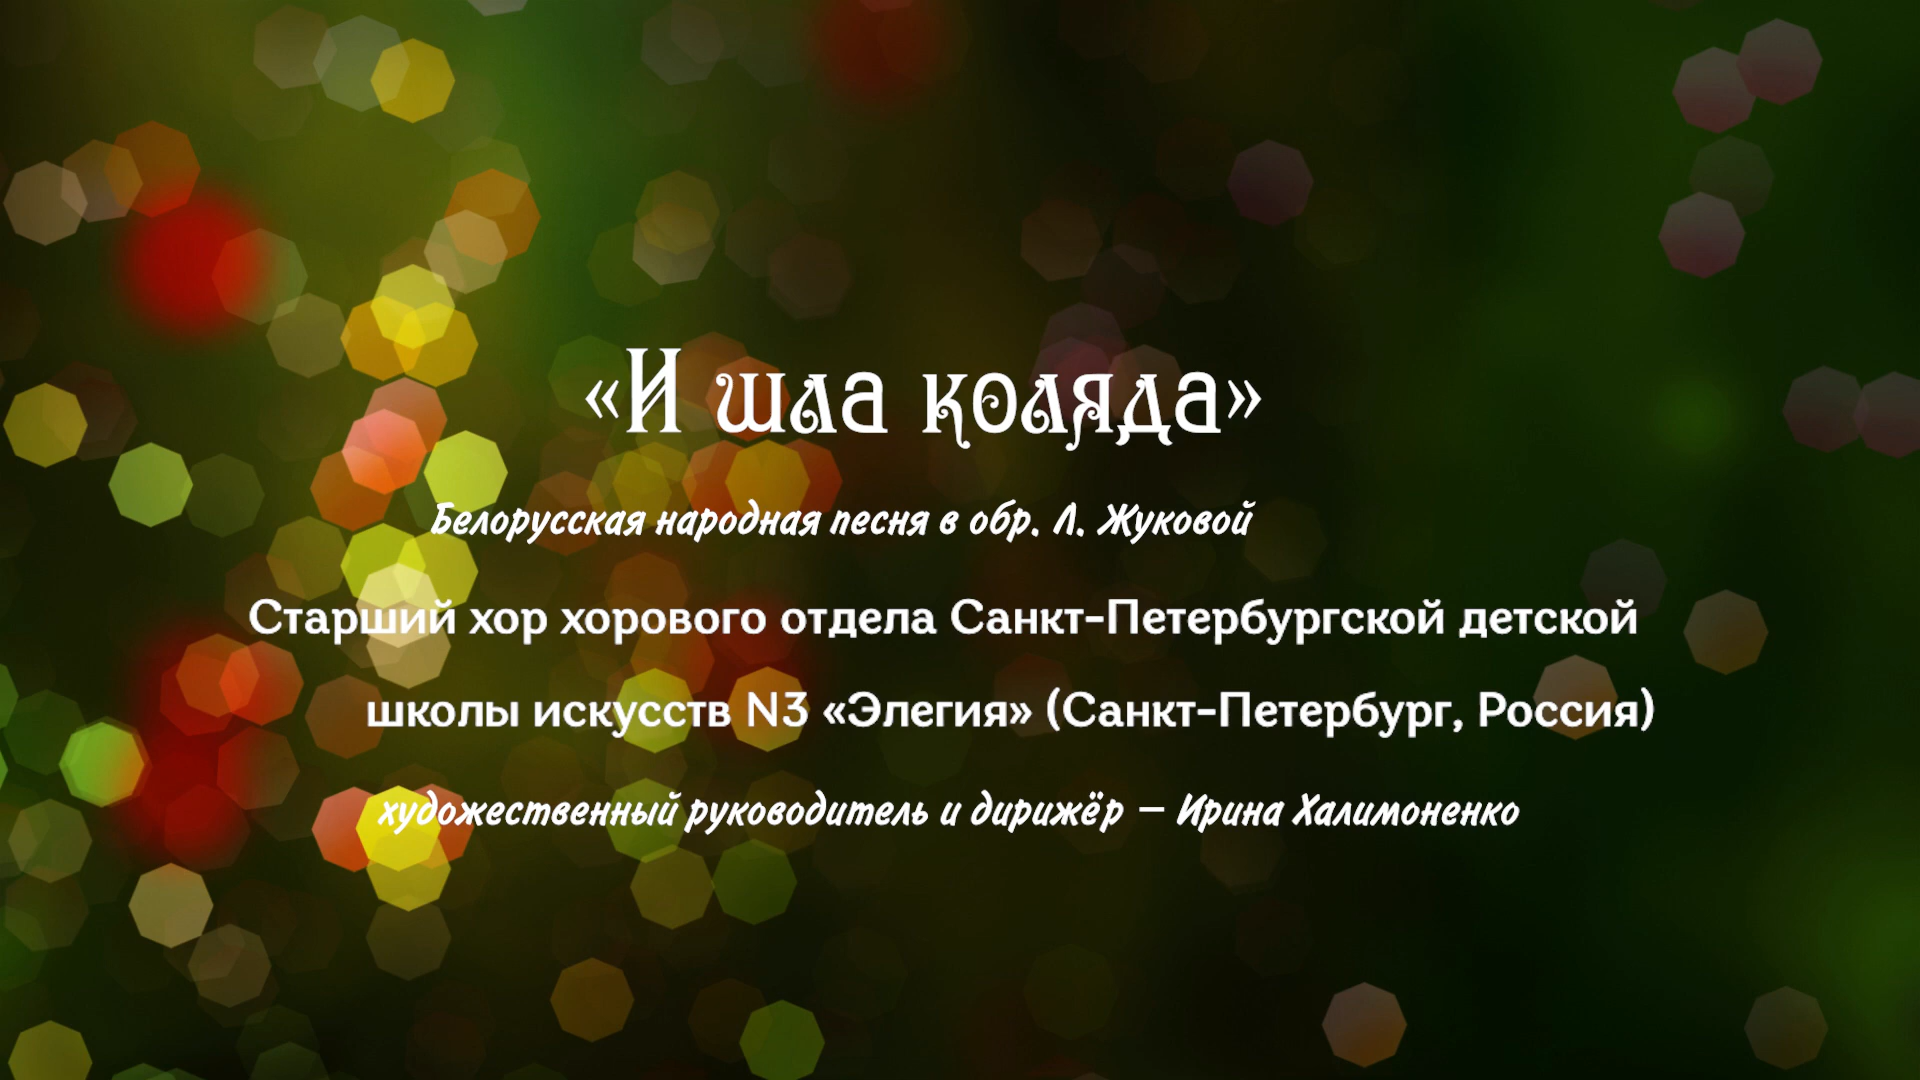 «И шла коляда»
Белорусская народная песня в обр. Л. Жуковой
Старший хор хорового отдела Санкт-Петербургской детской
школы искусств N3 «Элегия» (Санкт-Петербург, Россия)
художественный руководитель и дирижёр – Ирина Халимоненко